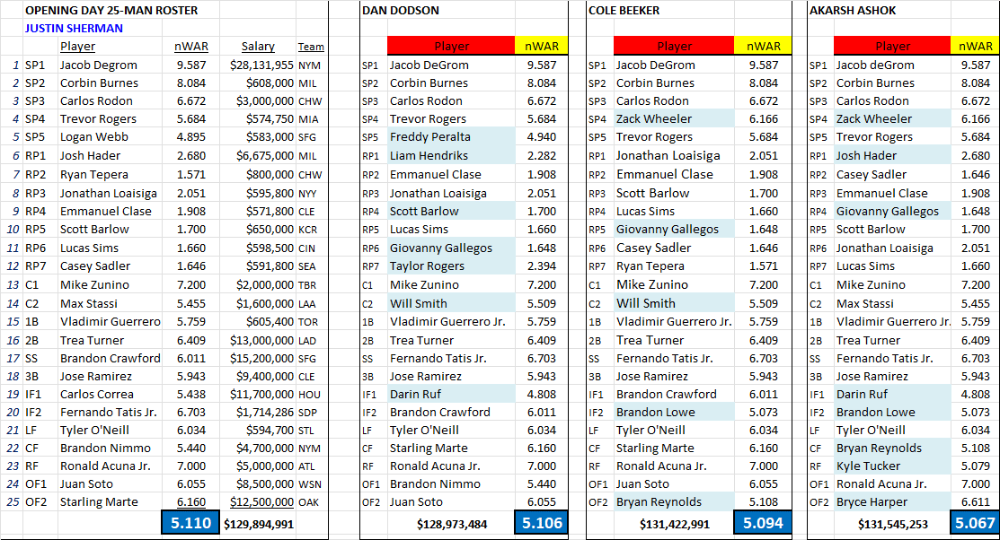 OPENING DAY 25-MAN ROSTER DAN DODSON COLE BEEKER AKARSH ASHOK
JUSTIN SHERMAN
Player nWAR Salary Team Player nWAR Player nWAR Player nWAR
1 SP1 Jacob Degrom 9.587 $28,131,955 NYM SP1 Jacob DeGrom 9.587 SP1 Jacob DeGrom 9.587 SP1 Jacob deGrom 9.587
2 SP2 Corbin Burnes 8.084 $608,000 MIL SP2 Corbin Burnes 8.084 SP2 Corbin Burnes 8.084 SP2 Corbin Burnes 8.084
3 SP3 Carlos Rodon 6.672 $3,000,000 CHW SP3 Carlos Rodon 6.672 SP3 Carlos Rodon 6.672 SP3 Carlos Rodon 6.672
4 SP4 Trevor Rogers 5.684 $574,750 MIA SP4 Trevor Rogers 5.684 SP4 Zack Wheeler 6.166 SP4 Zack Wheeler 6.166
5 SP5 Logan Webb 4.895 $583,000 SFG SP5 Freddy Peralta 4.940 SP5 Trevor Rogers 5.684 SP5 Trevor Rogers 5.684
6 RP1 Josh Hader 2.680 $6,675,000 MIL RP1 Liam Hendriks 2.282 RP1 Jonathan Loaisiga 2.051 RP1 Josh Hader 2.680
7 RP2 Ryan Tepera 1.571 $800,000 CHW RP2 Emmanuel Clase 1.908 RP2 Emmanuel Clase 1.908 RP2 Casey Sadler 1.646
8 RP3 Jonathan Loaisiga 2.051 $595,800 NYY RP3 Jonathan Loaisiga 2.051 RP3 Scott Barlow 1.700 RP3 Emmanuel Clase 1.908
9 RP4 Emmanuel Clase 1.908 $571,800 CLE RP4 Scott Barlow 1.700 RP4 Lucas Sims 1.660 RP4 Giovanny Gallegos 1.648
10 RP5 Scott Barlow 1.700 $650,000 KCR RP5 Lucas Sims 1.660 RP5 Giovanny Gallegos 1.648 RP5 Scott Barlow 1.700
11 RP6 Lucas Sims 1.660 $598,500 CIN RP6 Giovanny Gallegos 1.648 RP6 Casey Sadler 1.646 RP6 Jonathan Loaisiga 2.051
12 RP7 Casey Sadler 1.646 $591,800 SEA RP7 Taylor Rogers 2.394 RP7 Ryan Tepera 1.571 RP7 Lucas Sims 1.660
13 C1 Mike Zunino 7.200 $2,000,000 TBR C1 Mike Zunino 7.200 C1 Mike Zunino 7.200 C1 Mike Zunino 7.200
14 C2 Max Stassi 5.455 $1,600,000 LAA C2 Will Smith 5.509 C2 Will Smith 5.509 C2 Max Stassi 5.455
15 1B Vladimir Guerrero 5.759 $605,400 TOR 1B Vladimir Guerrero Jr. 5.759 1B Vladimir Guerrero Jr. 5.759 1B Vladimir Guerrero Jr. 5.759
16 2B Trea Turner 6.409 $13,000,000 LAD 2B Trea Turner 6.409 2B Trea Turner 6.409 2B Trea Turner 6.409
17 SS Brandon Crawford 6.011 $15,200,000 SFG SS Fernando Tatis Jr. 6.703 SS Fernando Tatis Jr. 6.703 SS Fernando Tatis Jr. 6.703
18 3B Jose Ramirez 5.943 $9,400,000 CLE 3B Jose Ramirez 5.943 3B Jose Ramirez 5.943 3B Jose Ramirez 5.943
19 IF1 Carlos Correa 5.438 $11,700,000 HOU IF1 Darin Ruf 4.808 IF1 Brandon Crawford 6.011 IF1 Darin Ruf 4.808
20 IF2 Fernando Tatis Jr. 6.703 $1,714,286 SDP IF2 Brandon Crawford 6.011 IF2 Brandon Lowe 5.073 IF2 Brandon Lowe 5.073
21 LF Tyler O'Neill 6.034 $594,700 STL LF Tyler O'Neill 6.034 LF Tyler O'Neill 6.034 LF Tyler O'Neill 6.034
22 CF Brandon Nimmo 5.440 $4,700,000 NYM CF Starling Marte 6.160 CF Starling Marte 6.160 CF Bryan Reynolds 5.108
23 RF Ronald Acuna Jr. 7.000 $5,000,000 ATL RF Ronald Acuna Jr. 7.000 RF Ronald Acuna Jr. 7.000 RF Kyle Tucker 5.079
24 OF1 Juan Soto 6.055 $8,500,000 WSN OF1 Brandon Nimmo 5.440 OF1 Juan Soto 6.055 OF1 Ronald Acuna Jr. 7.000
25 OF2 Starling Marte 6.160 $12,500,000 OAK OF2 Juan Soto 6.055 OF2 Bryan Reynolds 5.108 OF2 Bryce Harper 6.611
5.110 $129,894,991 $128,973,484 5.106 $131,422,991 5.094 $131,545,253 5.067